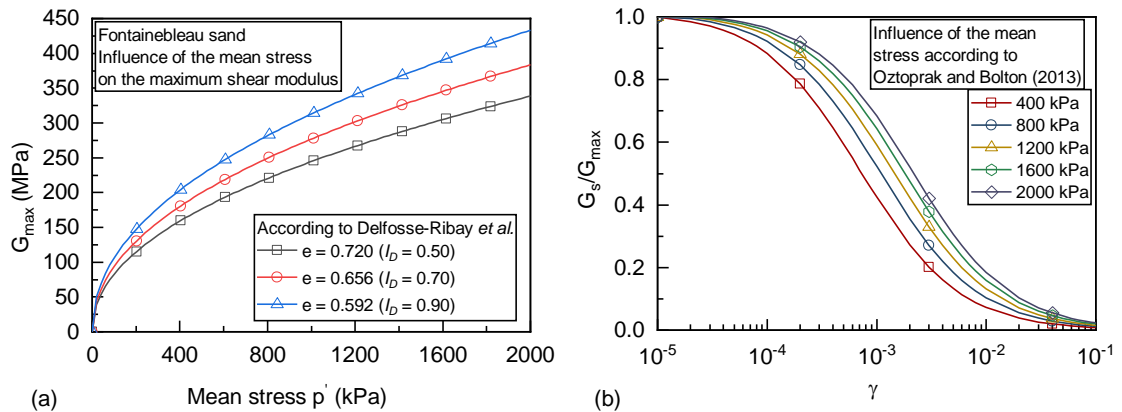 450
400
350
300
250
200
150
100
50
0
G_max (MPa)
Fontainebleau sand
Influence of the mean stress
on the maximum shear modulus
According to Delfosse-Ribay et al.
e = 0.720 (I_D = 0.50)
e = 0.656 (I_D = 0.70)
e = 0.592 (I_D = 0.90)
0 400 800 1200 1600 2000
Mean stress p' (kPa)
(a)
1.0
0.8
0.6
0.4
0.2
0.0
G_s/G_max
Influence of the mean
stress according to
Oztoprak and Bolton (2013)
400 kPa
800 kPa
1200 kPa
1600 kPa
2000 kPa
10^-5 10^-4 10^-3 10^-2 10^-1
γ
(b)